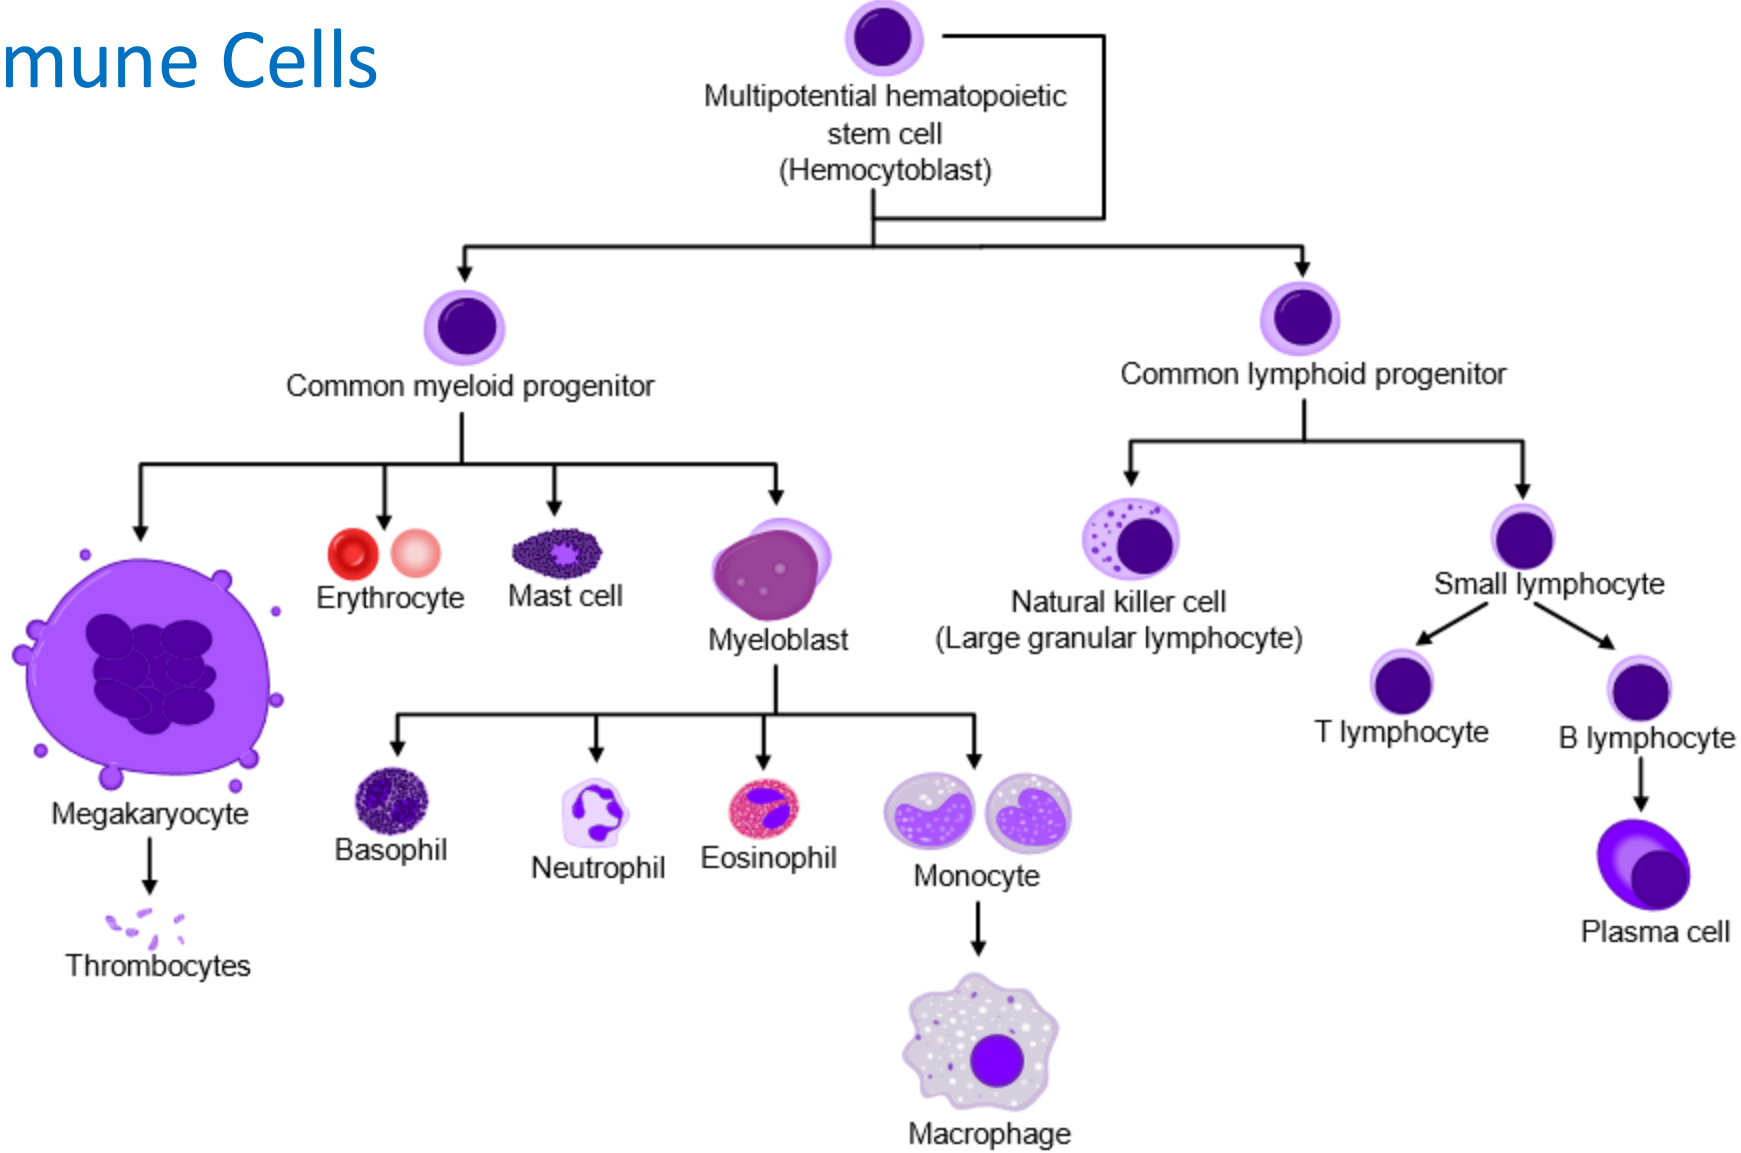 mune Cells
Multipotential hematopoietic
stem cell
(Hemocytoblast)
Common myeloid progenitor
Common lymphoid progenitor
Erythrocyte
Mast cell
Myeloblast
Natural killer cell
(Large granular lymphocyte)
Small lymphocyte
T lymphocyte
B lymphocyte
Megakaryocyte
Basophil
Neutrophil
Eosinophil
Monocyte
Plasma cell
Thrombocytes
Macrophage